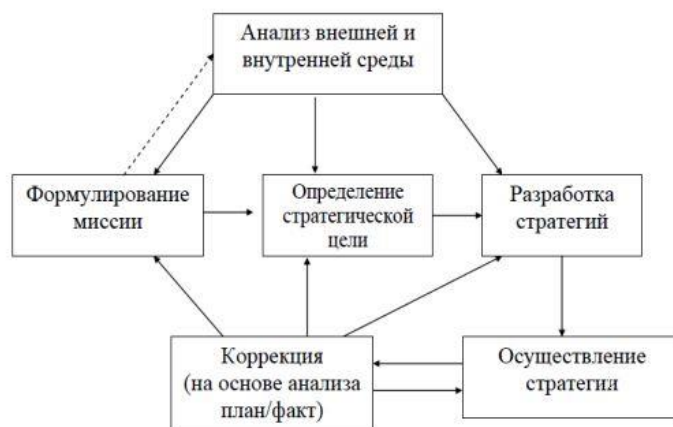 Анализ внешней и
внутренней среды
Формулирование
миссии
Определение
стратегической
цели
Разработка
стратегий
Коррекция
(на основе анализа
план/факт)
Осуществление
стратегии